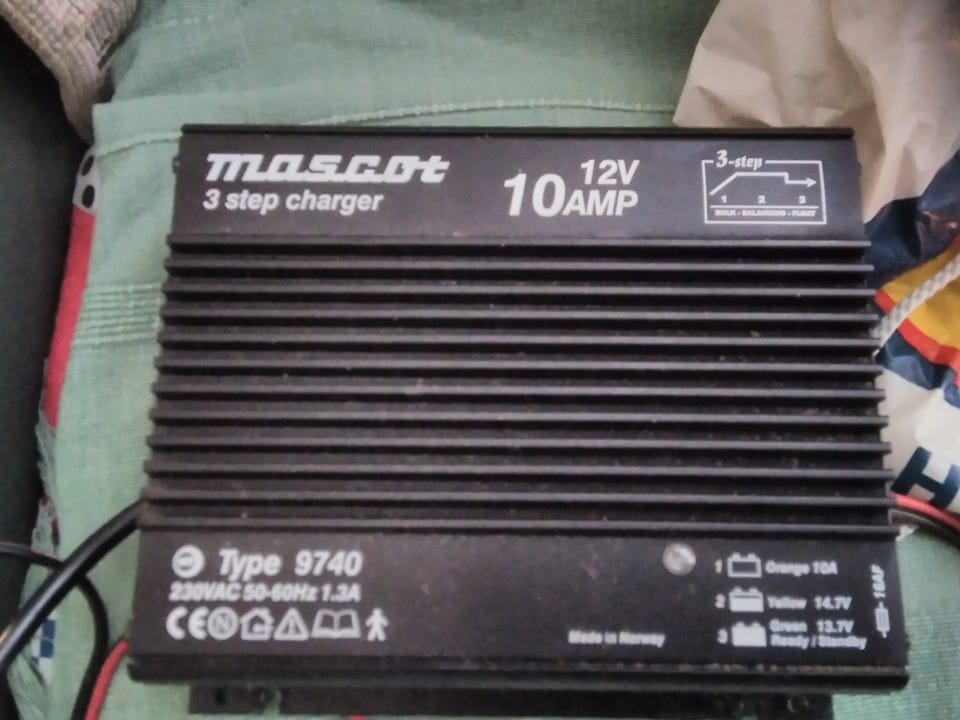 mascot
3 step charger
12V
10AMP
3-step
1 2 3
BULK - BALANCING - FLOAT
Type 9740
230VAC 50-60Hz 1.3A
CE N
Made in Norway
1 Orange 10A
2 Yellow 14.7V
3 Green 13.7V
Ready / Standby
H